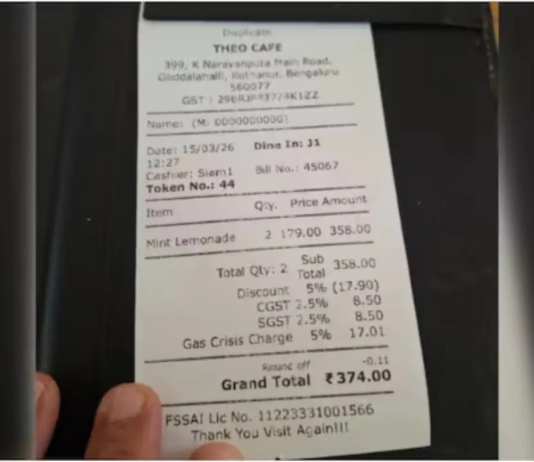 Duplicate
THEO CAFE
399, K Narayanpura Main Road,
Geddalahalli, Kothanur, Bengaluru
560077
GST :
Name: (M: 0000000000)
Date: 15/03/26 Dine In: J1
12:27
Cashier: Siem1 Bill No.: 45067
Token No.: 44
Item Qty. Price Amount
Mint Lemonade 2 179.00 358.00
Total Qty: 2 Sub Total 358.00
Discount 5% (17.90)
CGST 2.5% 8.50
SGST 2.5% 8.50
Gas Crisis Charge 5% 17.01
Round off -0.11
Grand Total ₹374.00
FSSAI Lic No. 11223331001566
Thank You Visit Again!!!